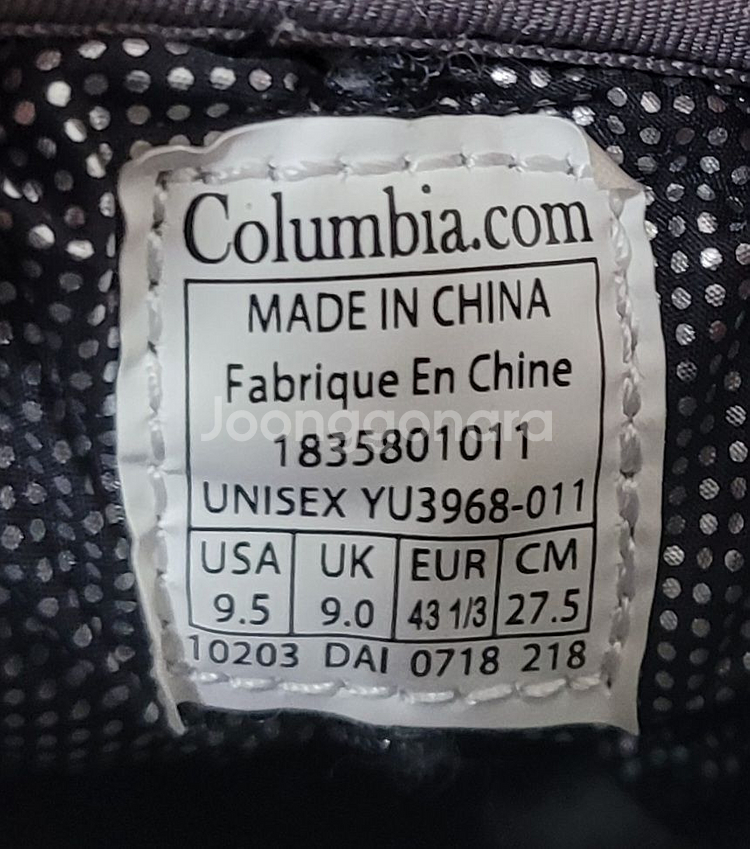 Columbia.com
MADE IN CHINA
Fabrique En Chine
Joonggonara
1835801011
UNISEX YU3968-011
USA UK EUR CM
9.5 9.0 43 1/3 27.5
10203 DAI 0718 218